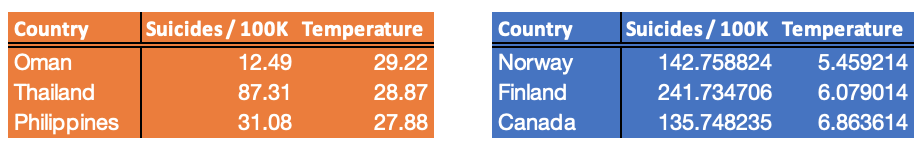 Country Suicides / 100K Temperature
Oman 12.49 29.22
Thailand 87.31 28.87
Philippines 31.08 27.88
Country Suicides / 100K Temperature
Norway 142.758824 5.459214
Finland 241.734706 6.079014
Canada 135.748235 6.863614